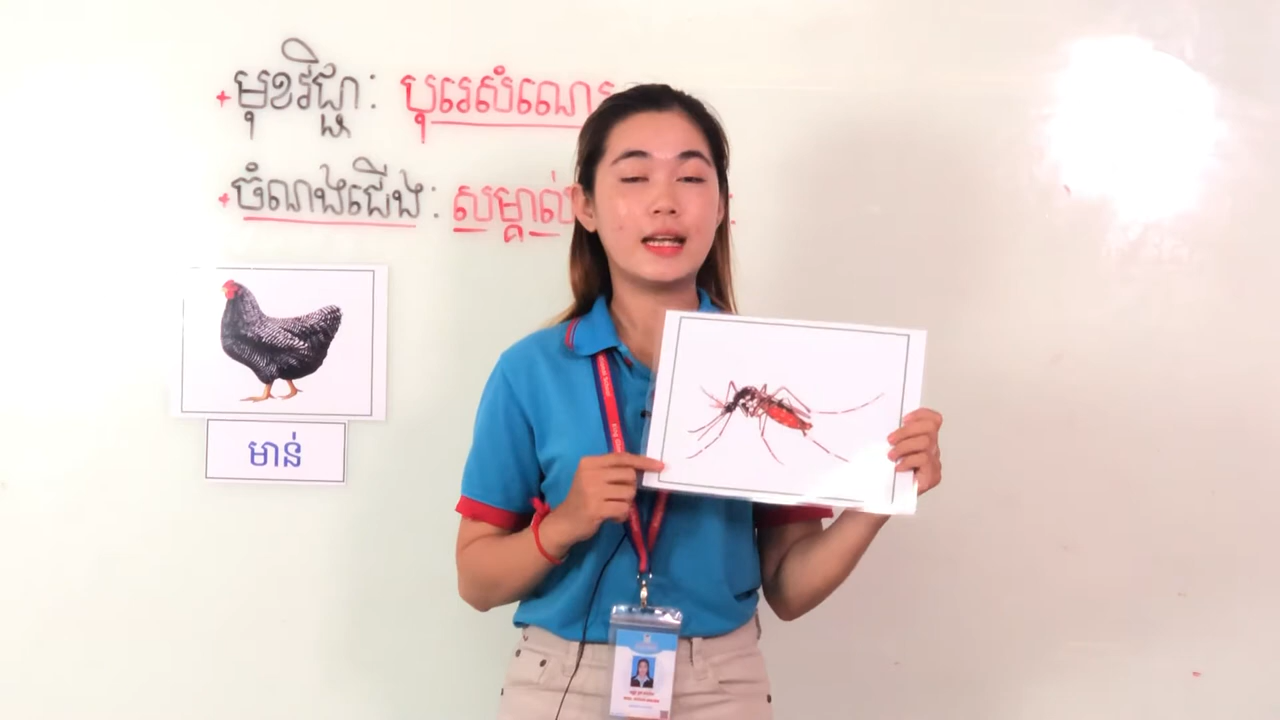 + មុខវិជ្ជា: បុរេសំណេរ
+ ចំណងជើង: សម្គាល់
មាន់